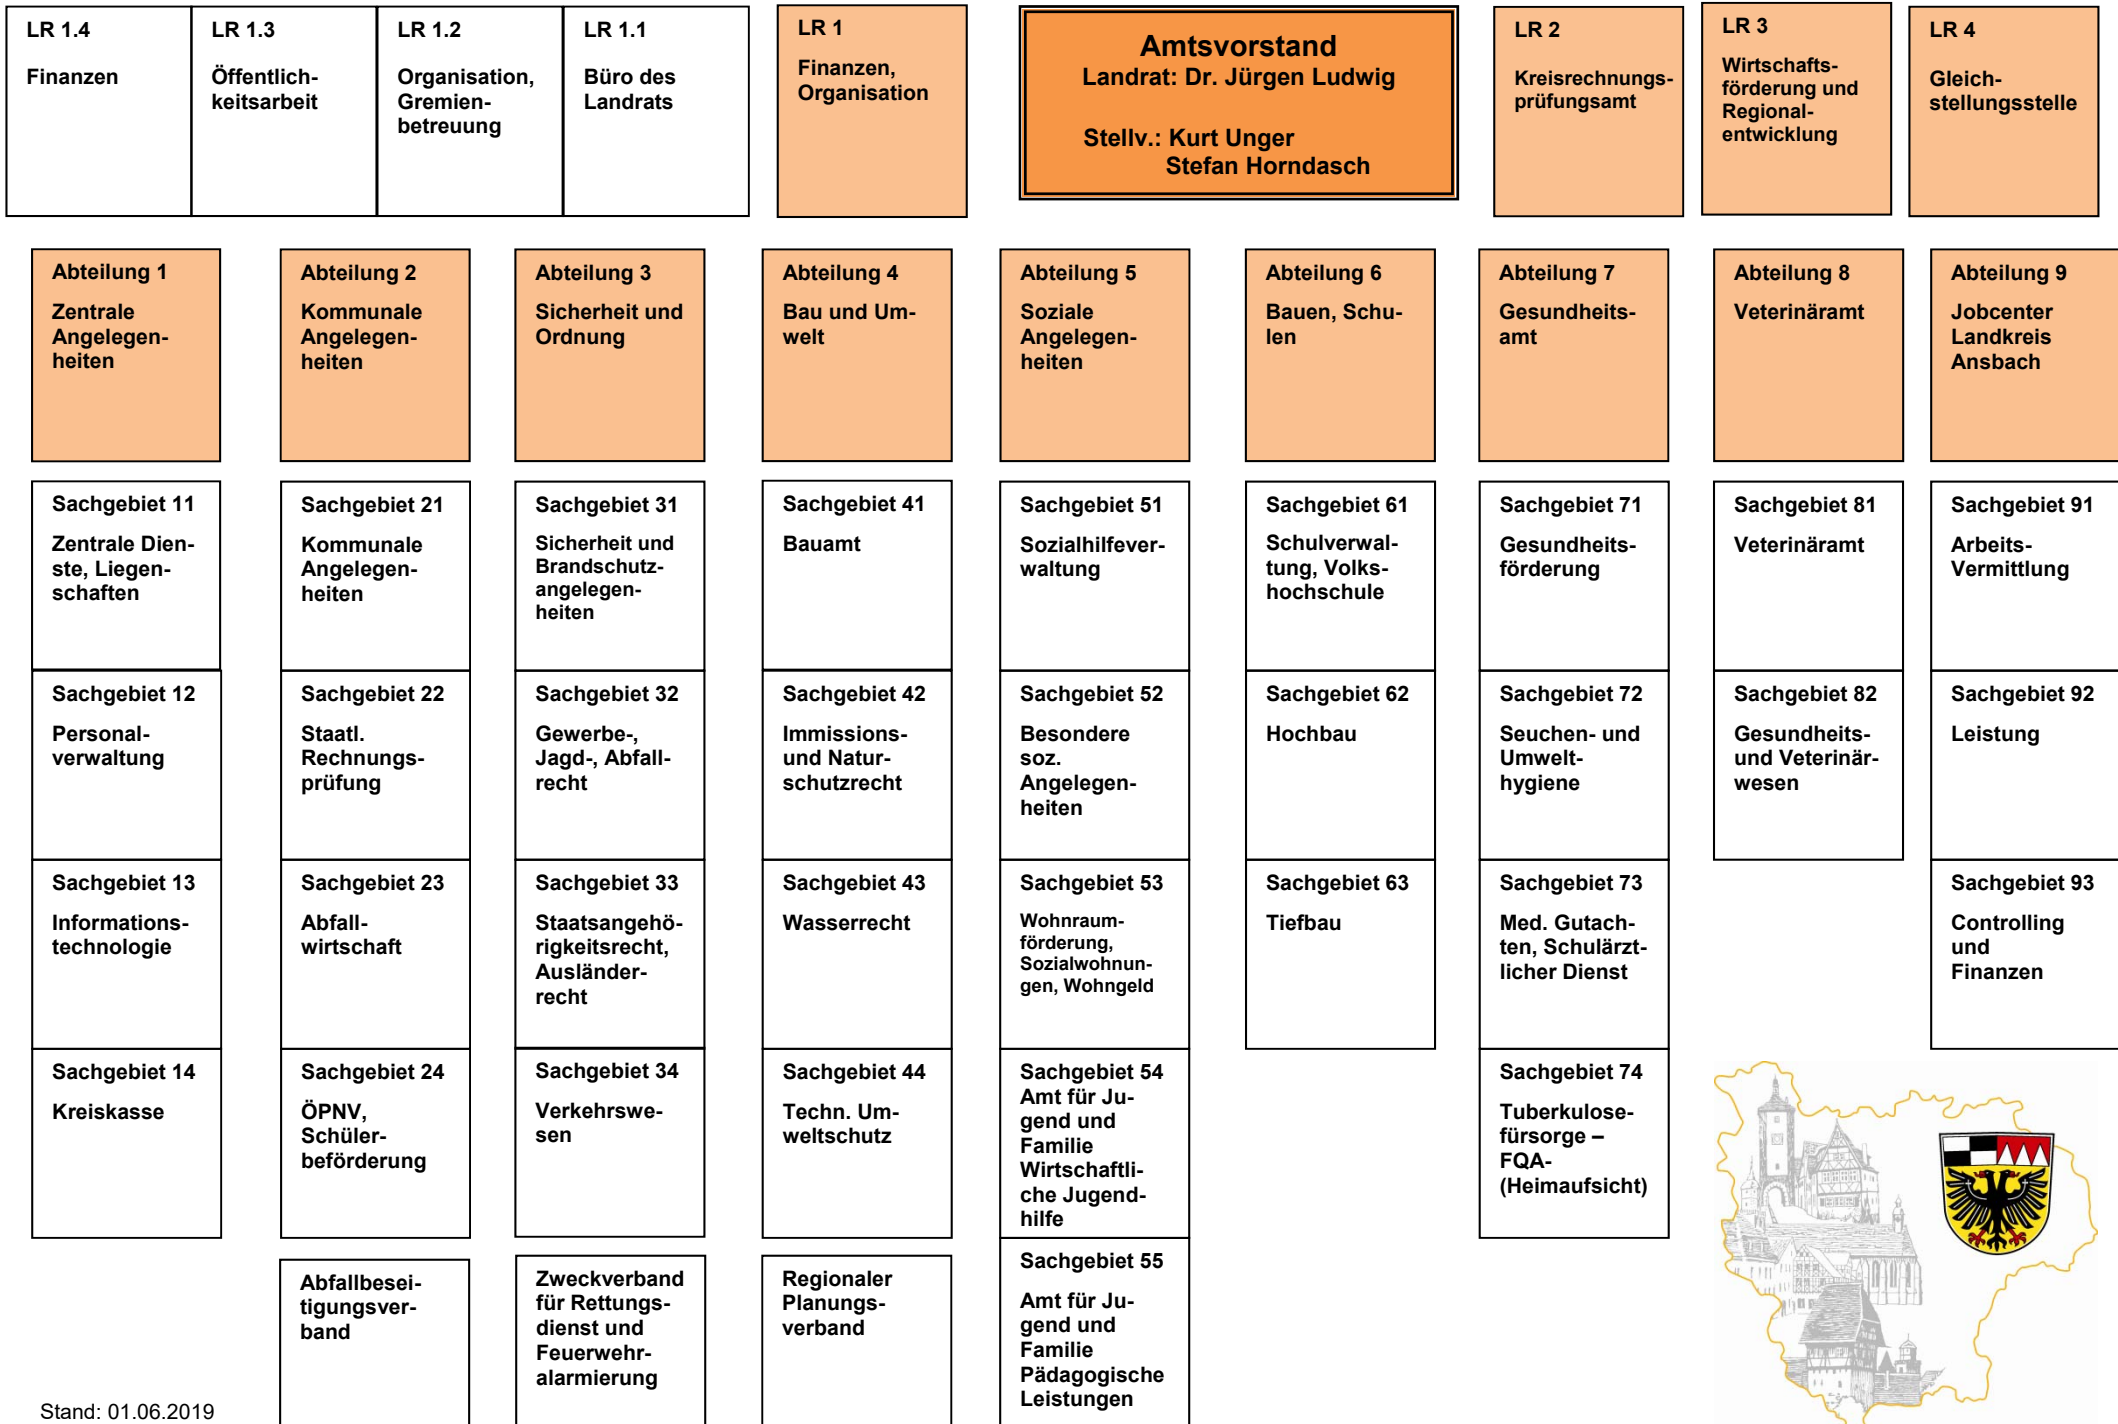 LR 1.4
Finanzen
LR 1.3
Öffentlich-
keitsarbeit
LR 1.2
Organisation,
Gremien-
betreuung
LR 1.1
Büro des
Landrats
LR 1
Finanzen,
Organisation
Amtsvorstand
Landrat: Dr. Jürgen Ludwig
Stellv.: Kurt Unger
Stefan Horndasch
LR 2
Kreisrechnungs-
prüfungsamt
LR 3
Wirtschafts-
förderung und
Regional-
entwicklung
LR 4
Gleich-
stellungsstelle
Abteilung 1
Zentrale
Angelegen-
heiten
Abteilung 2
Kommunale
Angelegen-
heiten
Abteilung 3
Sicherheit und
Ordnung
Abteilung 4
Bau und Um-
welt
Abteilung 5
Soziale
Angelegen-
heiten
Abteilung 6
Bauen, Schu-
len
Abteilung 7
Gesundheits-
amt
Abteilung 8
Veterinäramt
Abteilung 9
Jobcenter
Landkreis
Ansbach
Sachgebiet 11
Zentrale Dien-
ste, Liegen-
schaften
Sachgebiet 21
Kommunale
Angelegen-
heiten
Sachgebiet 31
Sicherheit und
Brandschutz-
angelegen-
heiten
Sachgebiet 41
Bauamt
Sachgebiet 51
Sozialhilfever-
waltung
Sachgebiet 61
Schulverwal-
tung, Volks-
hochschule
Sachgebiet 71
Gesundheits-
förderung
Sachgebiet 81
Veterinäramt
Sachgebiet 91
Arbeits-
Vermittlung
Sachgebiet 12
Personal-
verwaltung
Sachgebiet 22
Staatl.
Rechnungs-
prüfung
Sachgebiet 32
Gewerbe-,
Jagd-, Abfall-
recht
Sachgebiet 42
Immissions-
und Natur-
schutzrecht
Sachgebiet 52
Besondere
soz.
Angelegen-
heiten
Sachgebiet 62
Hochbau
Sachgebiet 72
Seuchen- und
Umwelt-
hygiene
Sachgebiet 82
Gesundheits-
und Veterinär-
wesen
Sachgebiet 92
Leistung
Sachgebiet 13
Informations-
technologie
Sachgebiet 23
Abfall-
wirtschaft
Sachgebiet 33
Staatsangehö-
rigkeitsrecht,
Ausländer-
recht
Sachgebiet 43
Wasserrecht
Sachgebiet 53
Wohnraum-
förderung,
Sozialwohnun-
gen, Wohngeld
Sachgebiet 63
Tiefbau
Sachgebiet 73
Med. Gutach-
ten, Schulärzt-
licher Dienst
Sachgebiet 93
Controlling
und
Finanzen
Sachgebiet 14
Kreiskasse
Sachgebiet 24
ÖPNV,
Schüler-
beförderung
Sachgebiet 34
Verkehrswe-
sen
Sachgebiet 44
Techn. Um-
weltschutz
Sachgebiet 54
Amt für Ju-
gend und
Familie
Wirtschaftli-
che Jugend-
hilfe
Sachgebiet 74
Tuberkulose-
fürsorge –
FQA-
(Heimaufsicht)
Abfallbesei-
tigungsver-
band
Zweckverband
für Rettungs-
dienst und
Feuerwehr-
alarmierung
Regionaler
Planungs-
verband
Sachgebiet 55
Amt für Ju-
gend und
Familie
Pädagogische
Leistungen
Stand: 01.06.2019